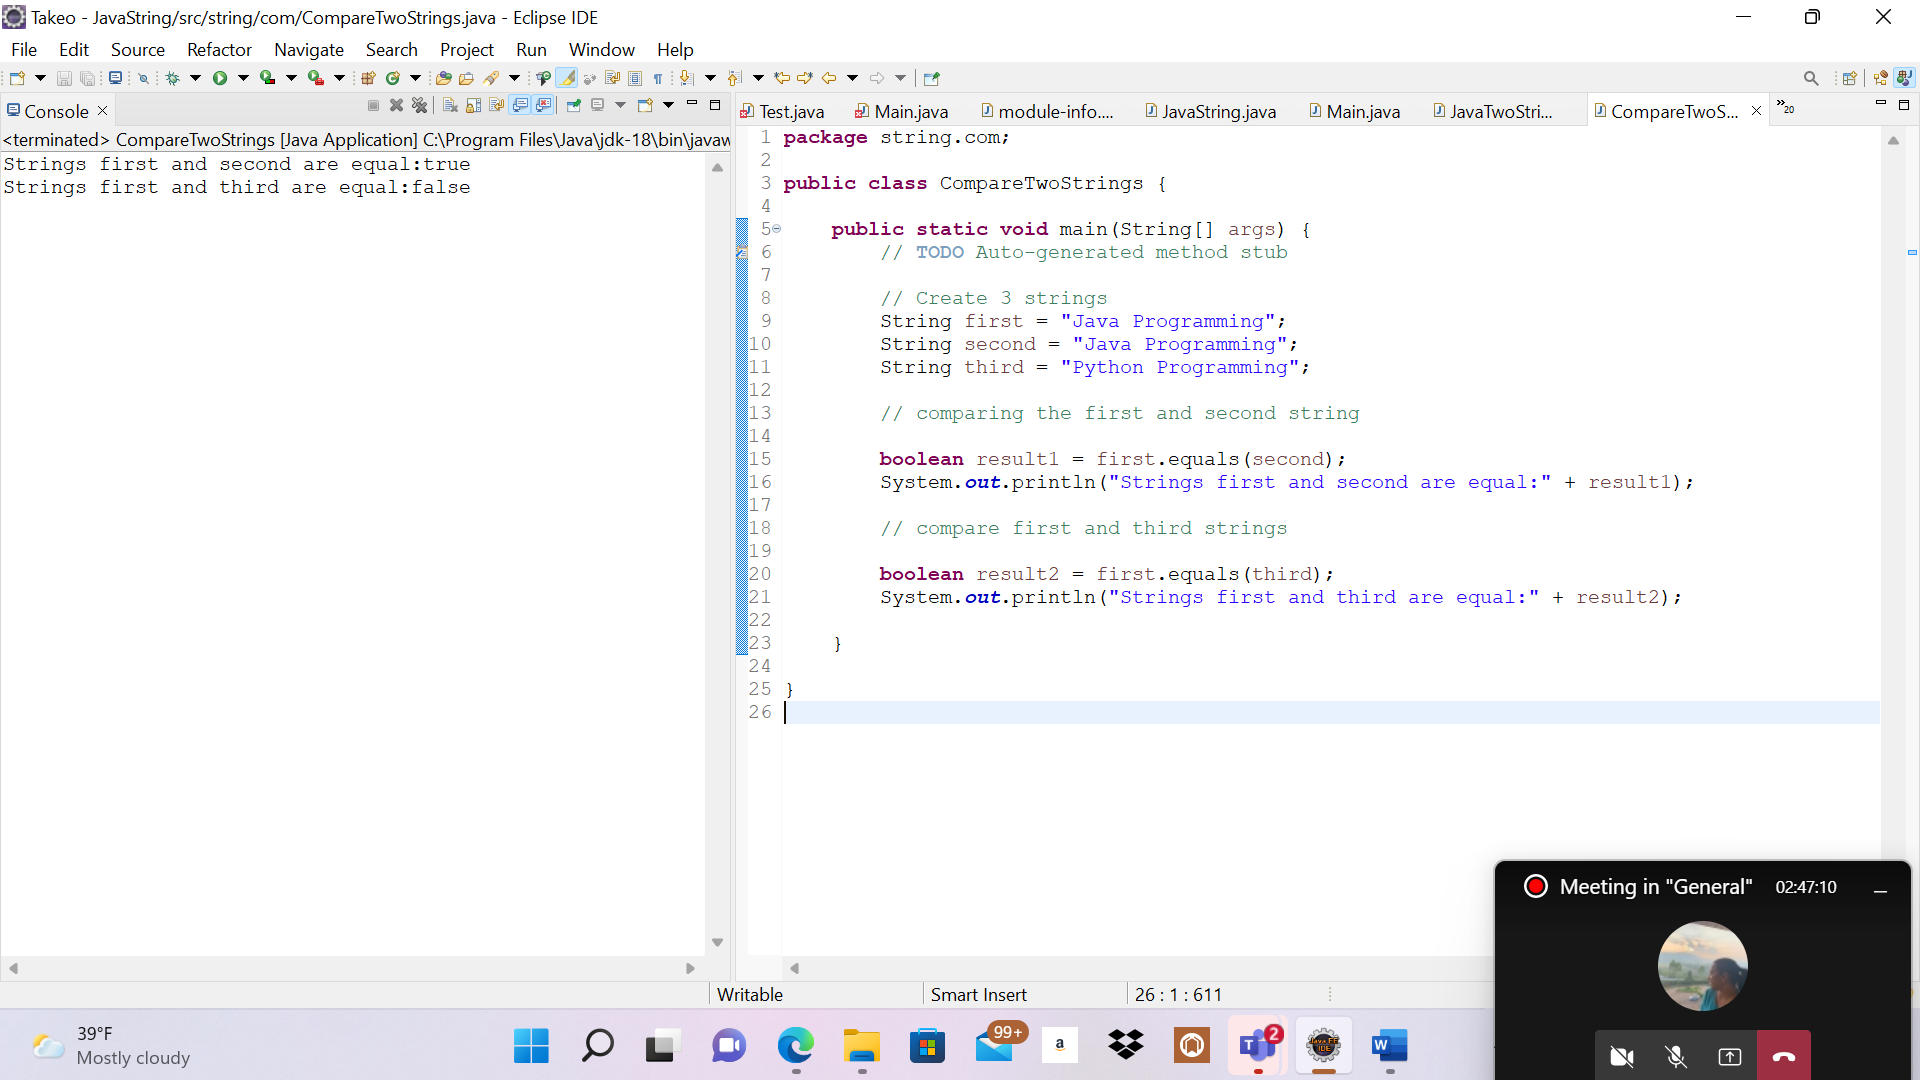 Takeo - JavaString/src/string/com/CompareTwoStrings.java - Eclipse IDE
File Edit Source Refactor Navigate Search Project Run Window Help
Console
<terminated> CompareTwoStrings [Java Application] C:\Program Files\Java\jdk-18\bin\javaw
Strings first and second are equal:true
Strings first and third are equal:false
Test.java Main.java module-info.... JavaString.java Main.java JavaTwoStri... CompareTwoS... »20
1 package string.com;
2
3 public class CompareTwoStrings {
4
5 public static void main(String[] args) {
6 // TODO Auto-generated method stub
7
8 // Create 3 strings
9 String first = "Java Programming";
10 String second = "Java Programming";
11 String third = "Python Programming";
12
13 // comparing the first and second string
14
15 boolean result1 = first.equals(second);
16 System.out.println("Strings first and second are equal:" + result1);
17
18 // compare first and third strings
19
20 boolean result2 = first.equals(third);
21 System.out.println("Strings first and third are equal:" + result2);
22
23 }
24
25 }
26
Writable Smart Insert 26 : 1 : 611
Meeting in "General" 02:47:10
39°F
Mostly cloudy
99+
a
T 2
Java EE
IDE
W